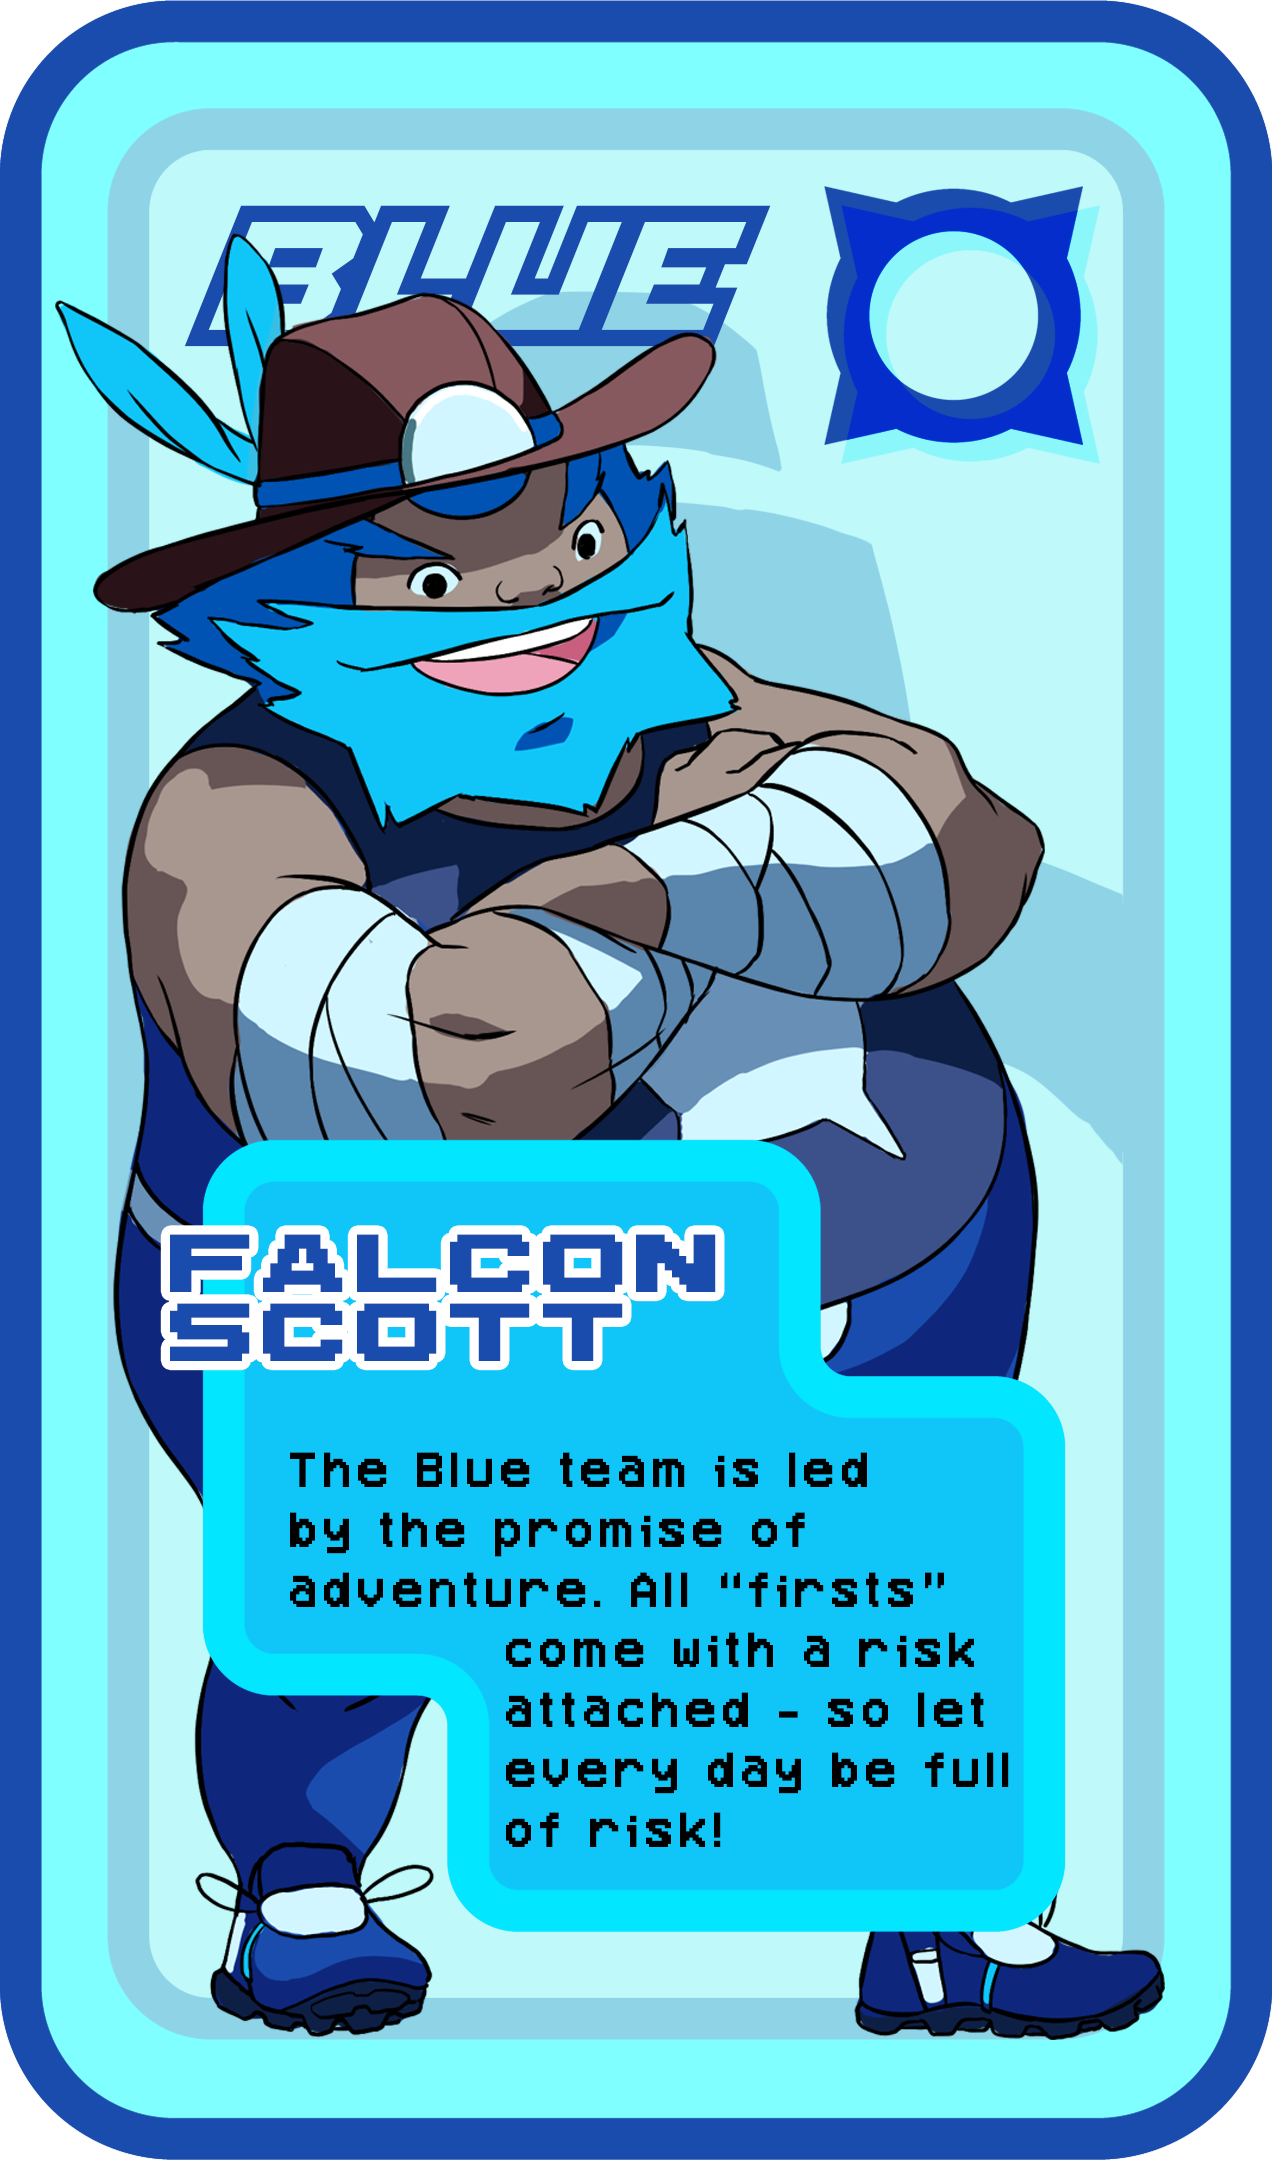 BLUE
FALCON
SCOTT
The Blue team is led
by the promise of
adventure. All “firsts”
come with a risk
attached - so let
every day be full
of risk!